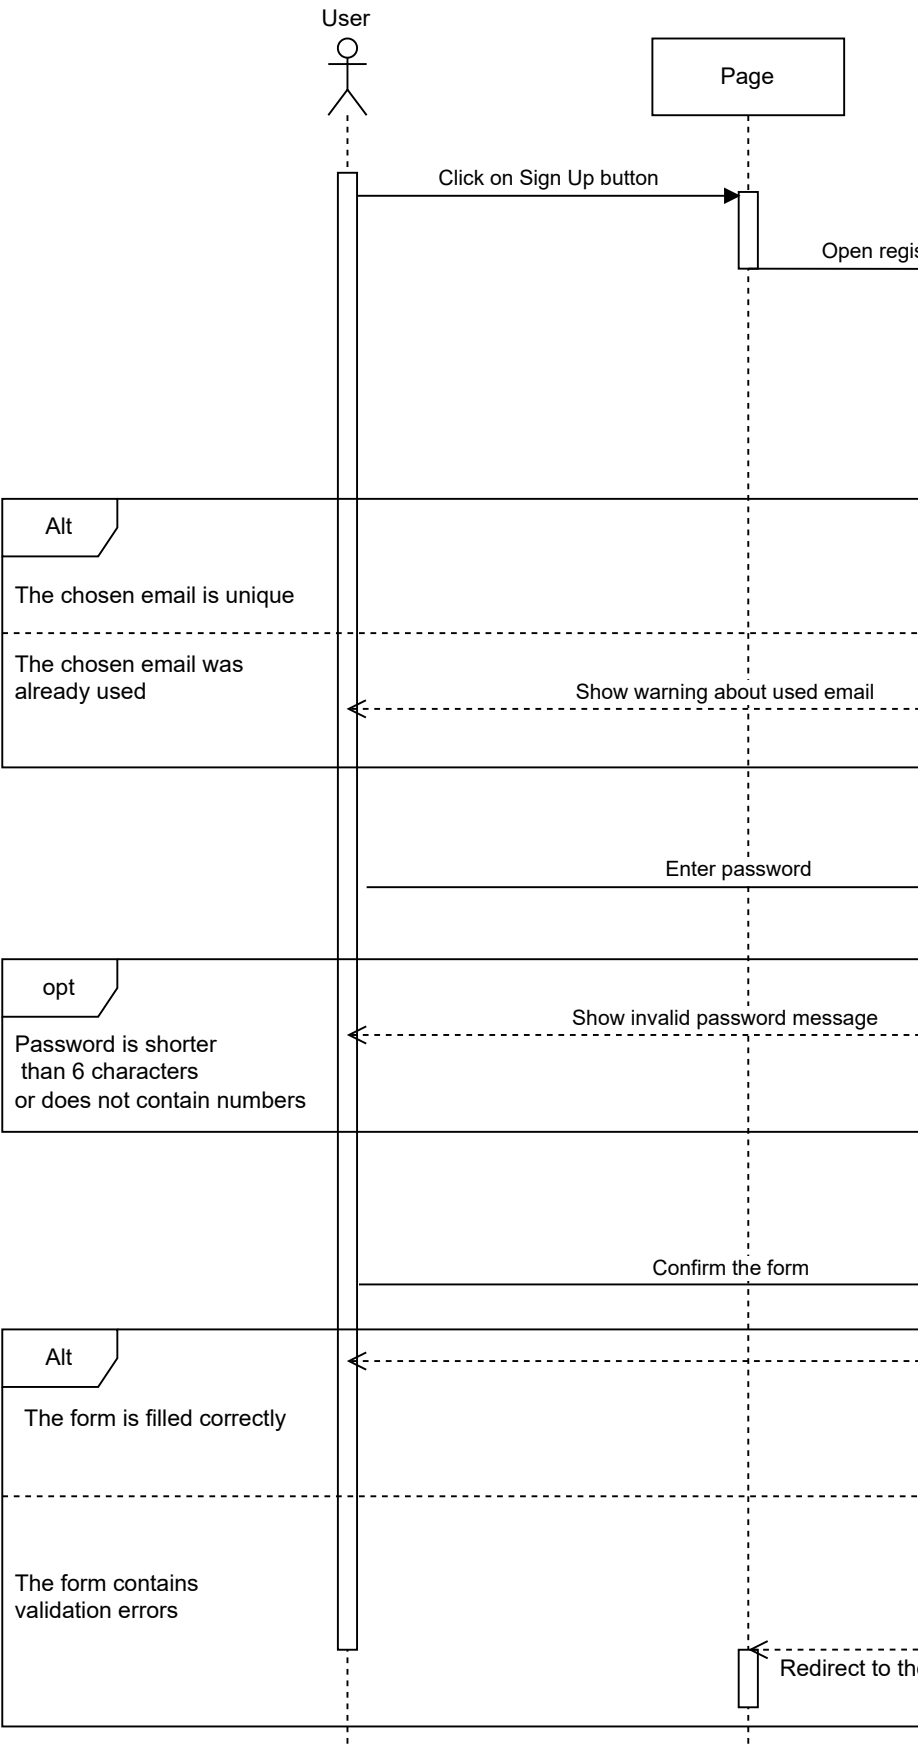 User
Page
Click on Sign Up button
Open
Alt
The chosen email is unique
The chosen email was
already used
Show warning about used email
Enter password
opt
Show invalid password message
Password is shorter
than 6 characters
or does not contain numbers
Confirm the form
Alt
The form is filled correctly
The form contains
validation errors
Redirect to